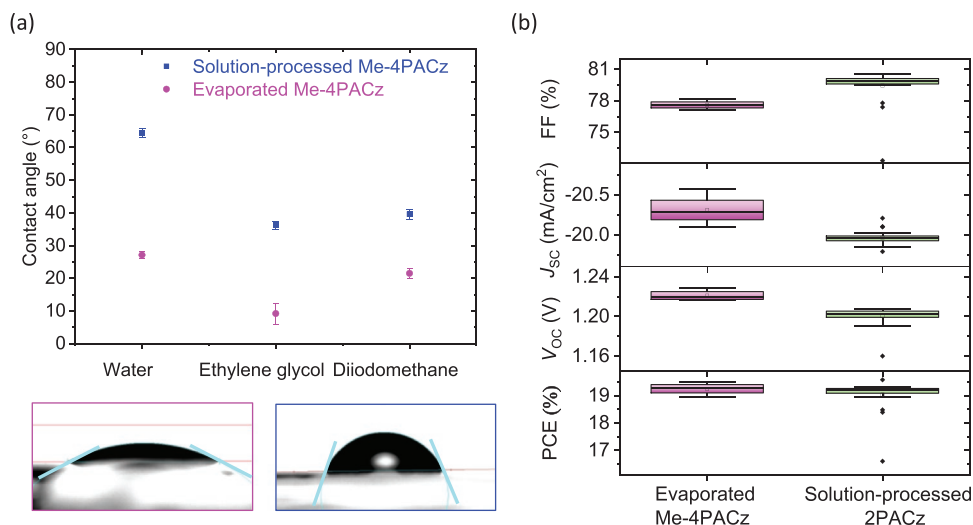 (a)
Contact angle (°)
90
80
70
60
50
40
30
20
10
0
Solution-processed Me-4PACz
Evaporated Me-4PACz
Water
Ethylene glycol
Diiodomethane
(b)
FF (%)
81
78
75
JSC (mA/cm2)
-20.5
-20.0
VOC (V)
1.24
1.20
1.16
PCE (%)
19
18
17
Evaporated
Me-4PACz
Solution-processed
2PACz